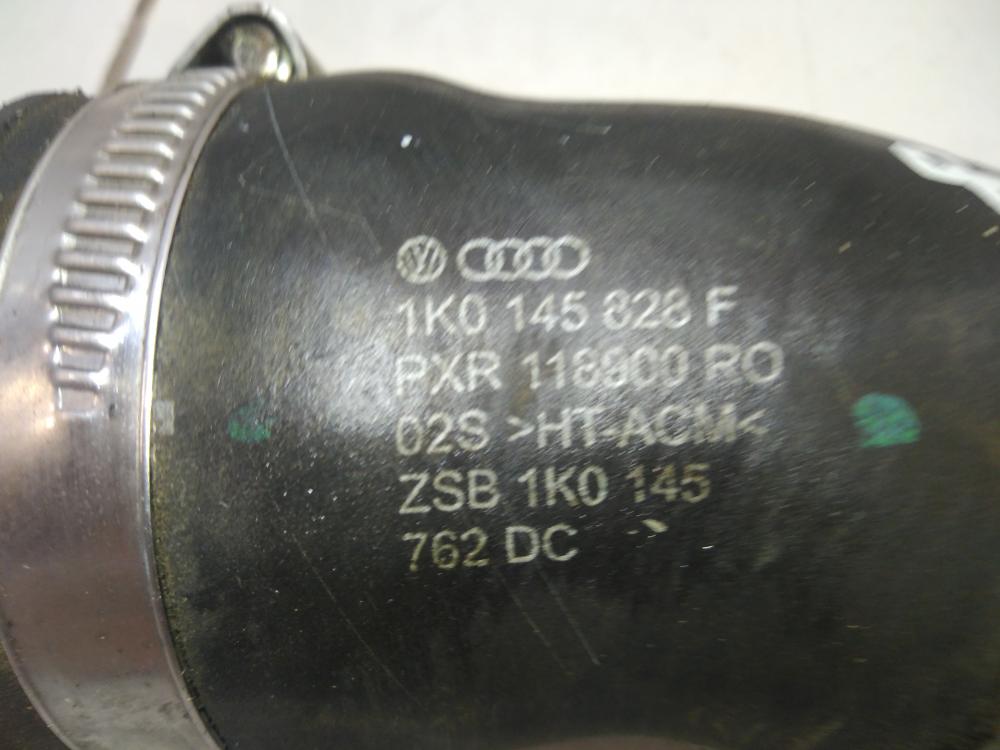 1K0 145 828 F
PXR 118800 RO
02S >HT-ACM<
ZSB 1K0 145
762 DC